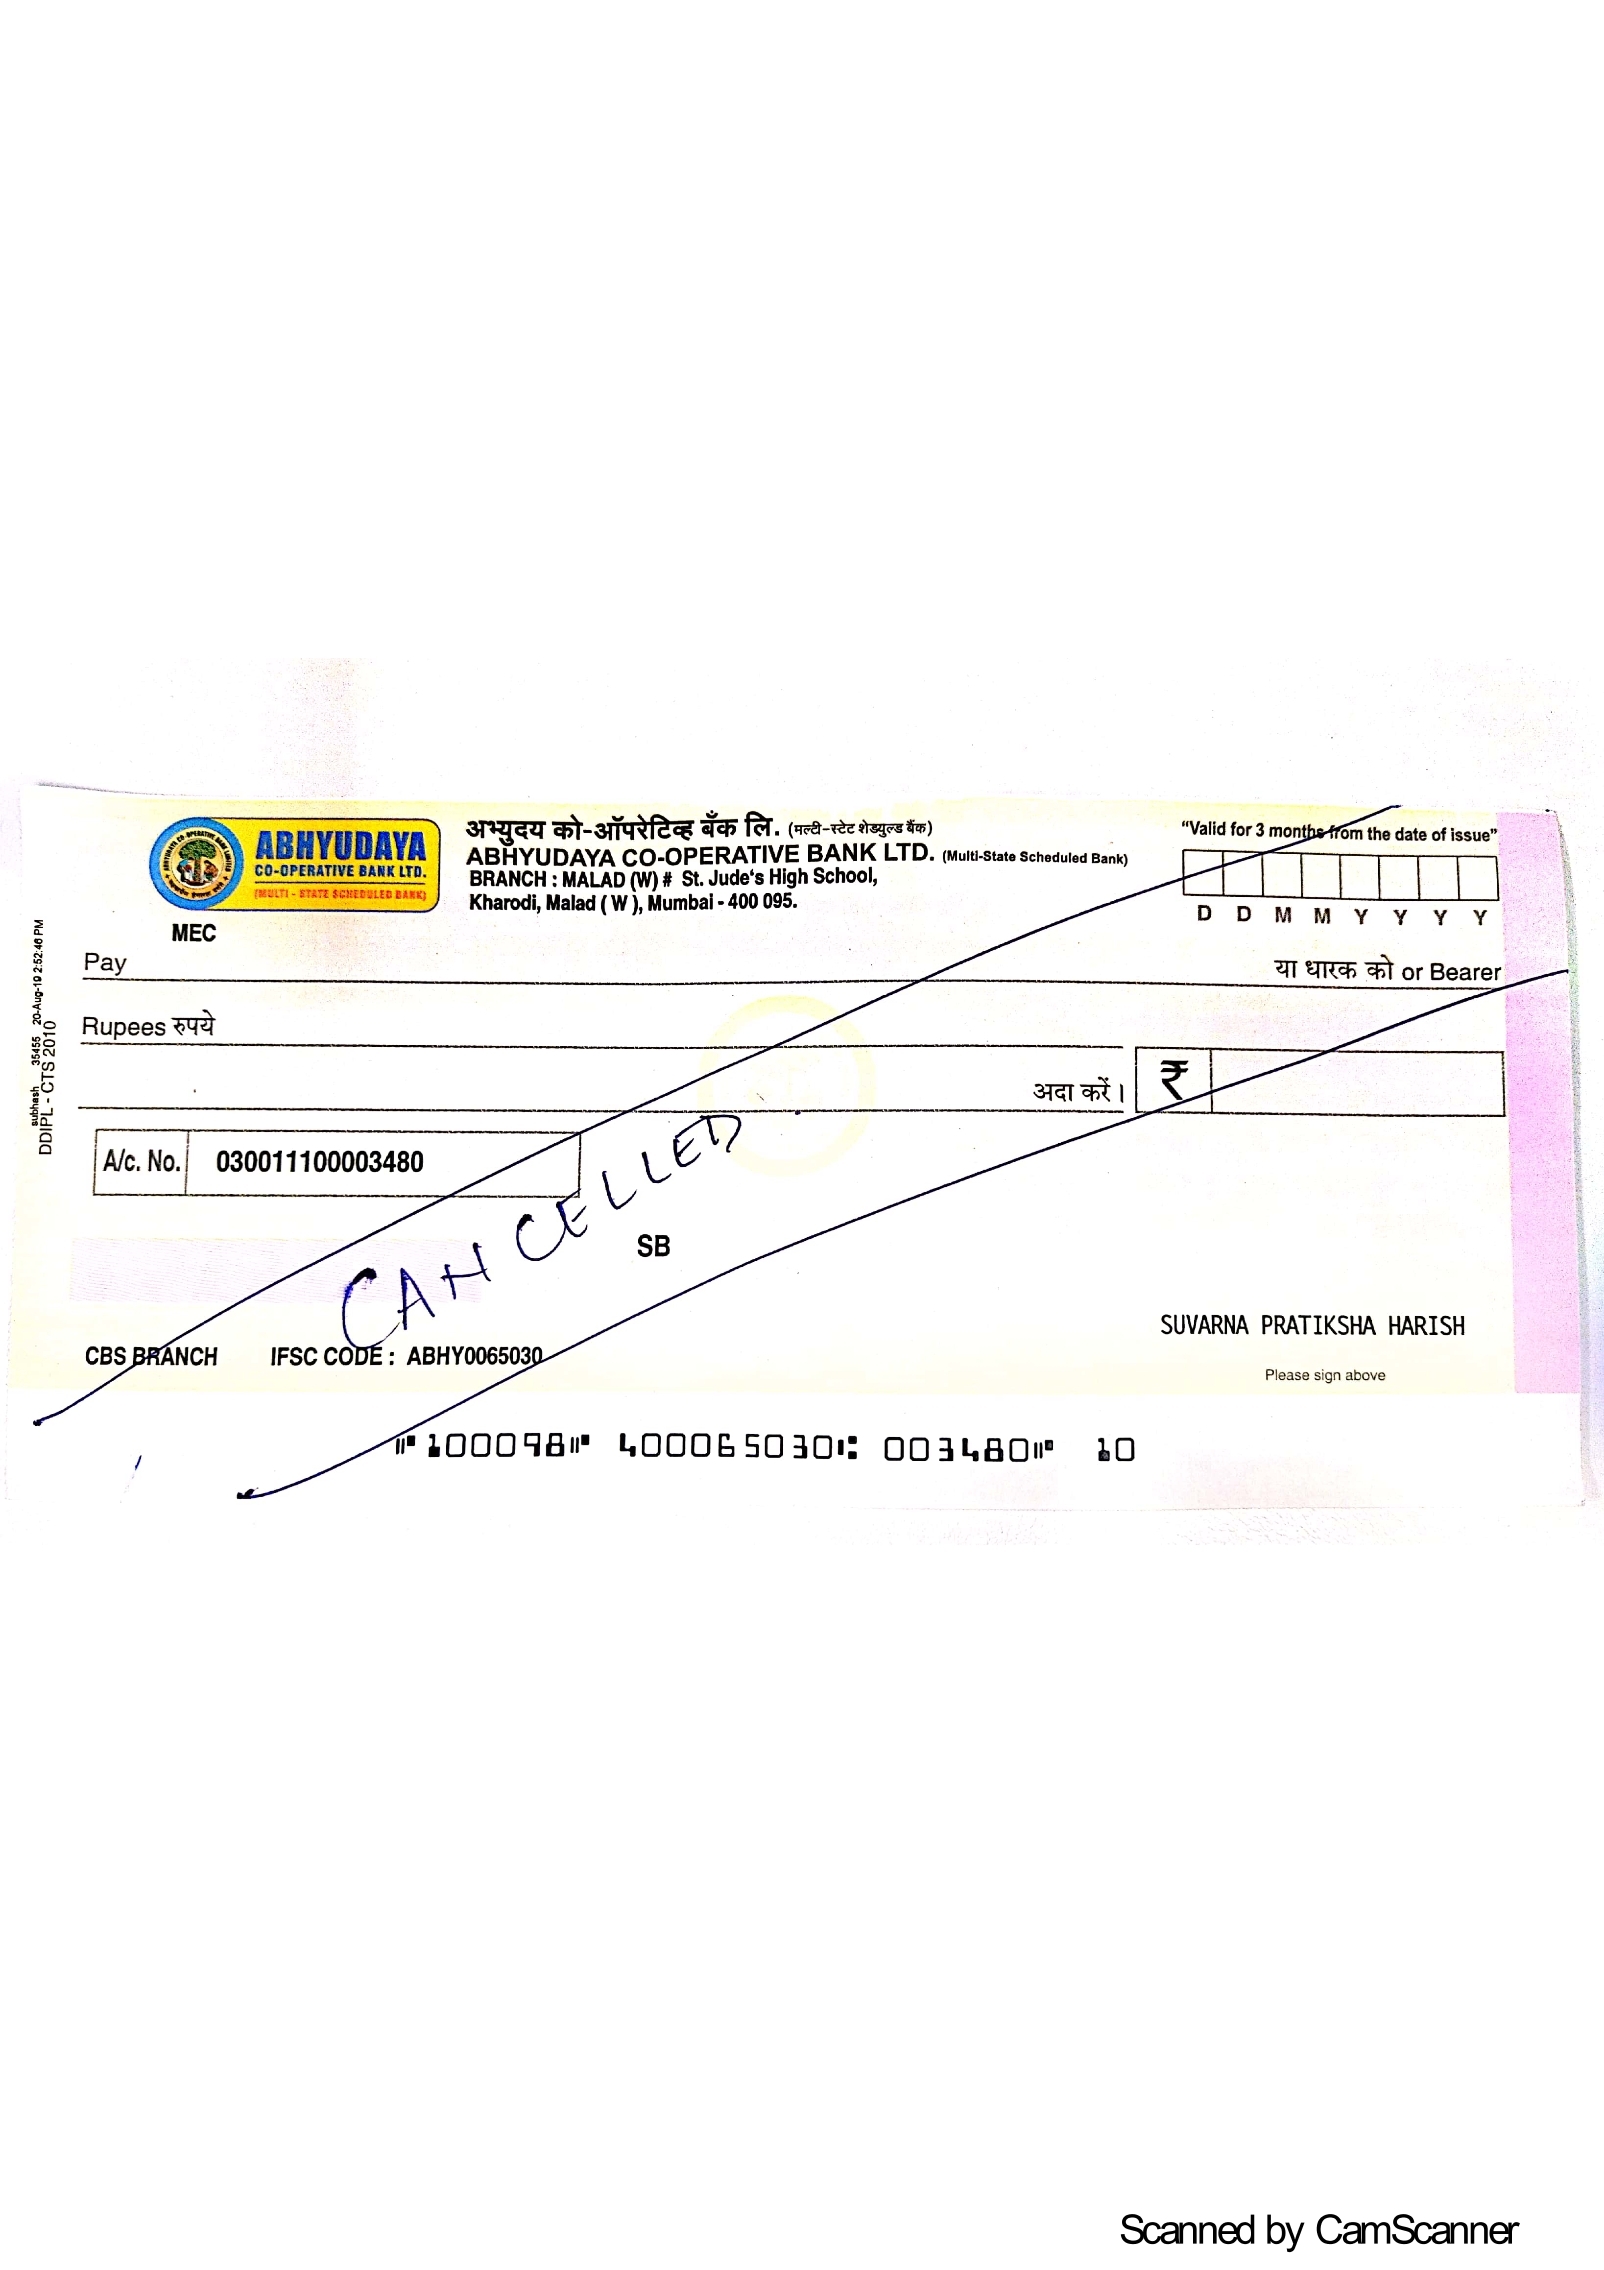 ABHYUDAYA
CO-OPERATIVE BANK LTD.
(MULTI - STATE SCHEDULED BANK)
MEC
अभ्युदय को-ऑपरेटिव्ह बँक लि. (मल्टी-स्टेट शेड्युल्ड बैंक)
ABHYUDAYA CO-OPERATIVE BANK LTD. (Multi-State Scheduled Bank)
BRANCH : MALAD (W) # St. Jude's High School,
Kharodi, Malad ( W ), Mumbai - 400 095.
"Valid for 3 months from the date of issue"
D D M M Y Y Y Y
Pay
या धारक को or Bearer
Rupees रुपये
अदा करें।
₹
subhash 35455 20-Aug-19 2:52:46 PM
DDIPL - CTS 2010
A/c. No. 030011100003480
CANCELLED
SB
SUVARNA PRATIKSHA HARISH
CBS BRANCH IFSC CODE : ABHY0065030
Please sign above
⑈100098⑈ 400065030⑆ 003480⑈ 10
Scanned by CamScanner